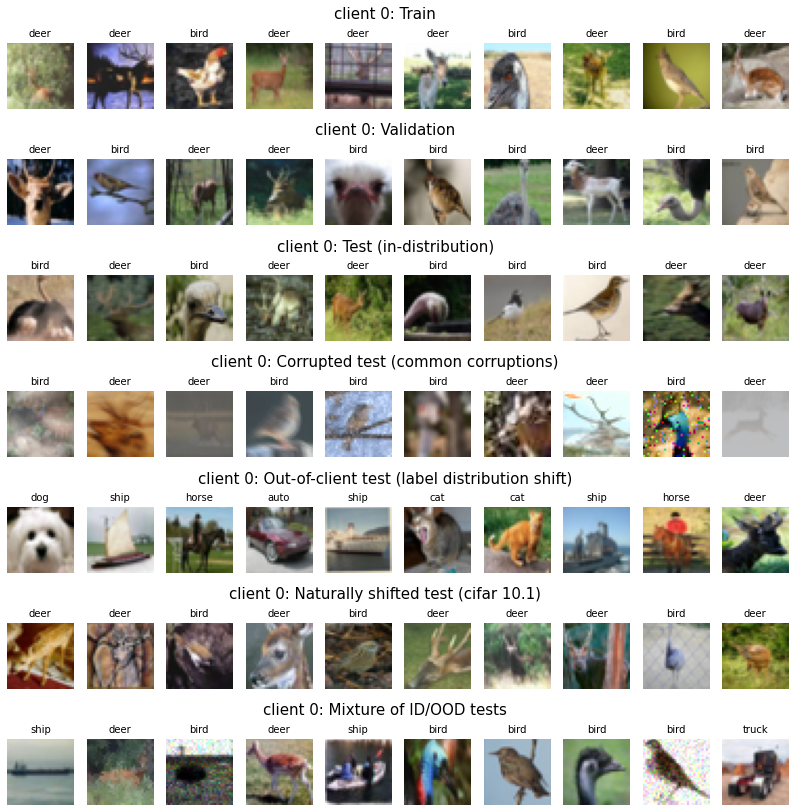 client 0: Train
deer deer bird deer deer deer bird deer bird deer
client 0: Validation
deer bird deer deer bird bird bird deer bird bird
client 0: Test (in-distribution)
bird deer bird deer deer bird bird bird deer deer
client 0: Corrupted test (common corruptions)
bird deer deer bird bird bird deer deer bird deer
client 0: Out-of-client test (label distribution shift)
dog ship horse auto ship cat cat ship horse deer
client 0: Naturally shifted test (cifar 10.1)
deer deer bird deer bird deer deer deer bird deer
client 0: Mixture of ID/OOD tests
ship deer bird deer ship bird bird bird bird truck